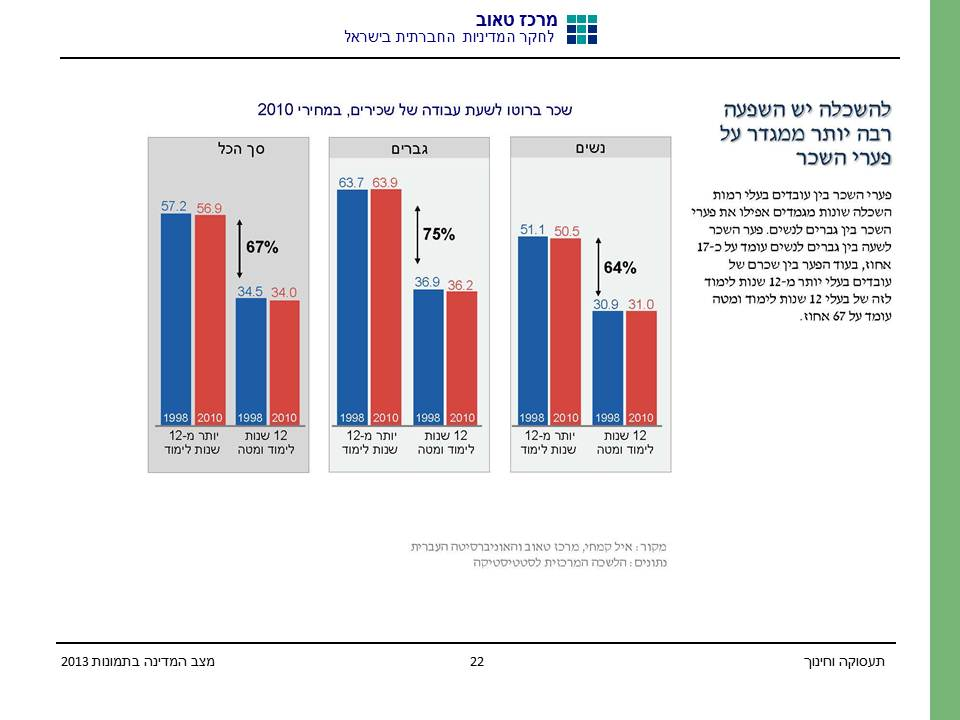 מרכז טאוב
לחקר המדיניות החברתית בישראל
להשכלה יש השפעה
רבה יותר ממגדר על
פערי השכר
פערי השכר בין עובדים בעלי רמות
השכלה שונות מגמדים אפילו את פערי
השכר בין גברים לנשים. פער השכר
לשעה בין גברים לנשים עומד על כ-17
אחוז, בעוד הפער בין שכרם של
עובדים בעלי יותר מ-12 שנות לימוד
לזה של בעלי 12 שנות לימוד ומטה
עומד על 67 אחוז.
שכר ברוטו לשעת עבודה של שכירים, במחירי 2010
נשים
51.1 50.5
64%
30.9 31.0
1998 2010 1998 2010
יותר מ-12
שנות לימוד
12 שנות
לימוד ומטה
גברים
63.7 63.9
75%
36.9 36.2
1998 2010 1998 2010
יותר מ-12
שנות לימוד
12 שנות
לימוד ומטה
סך הכל
57.2 56.9
67%
34.5 34.0
1998 2010 1998 2010
יותר מ-12
שנות לימוד
12 שנות
לימוד ומטה
מקור: איל קמחי, מרכז טאוב והאוניברסיטה העברית
נתונים: הלשכה המרכזית לסטטיסטיקה
תעסוקה וחינוך
22
מצב המדינה בתמונות 2013